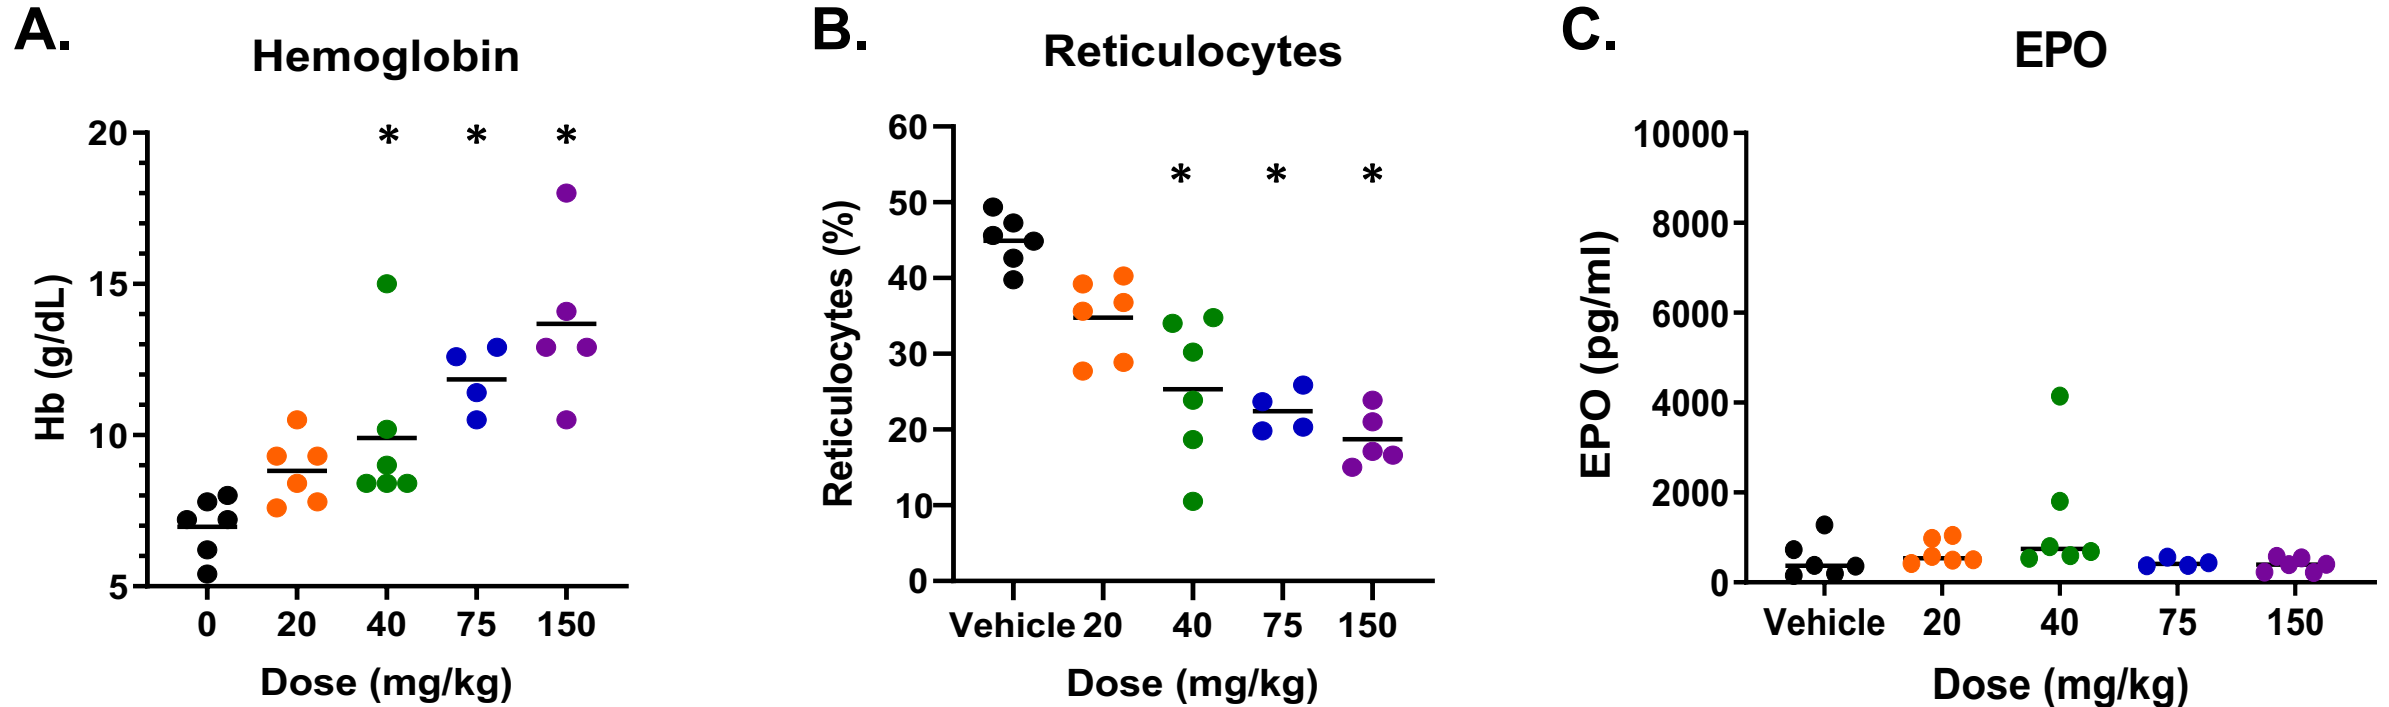 A.
Hemoglobin
20
15
10
5
Hb (g/dL)
* * *
0 20 40 75 150
Dose (mg/kg)
B.
Reticulocytes
60
50
40
30
20
10
0
Reticulocytes (%)
* * *
Vehicle 20 40 75 150
Dose (mg/kg)
C.
EPO
10000
8000
6000
4000
2000
0
EPO (pg/ml)
Vehicle 20 40 75 150
Dose (mg/kg)